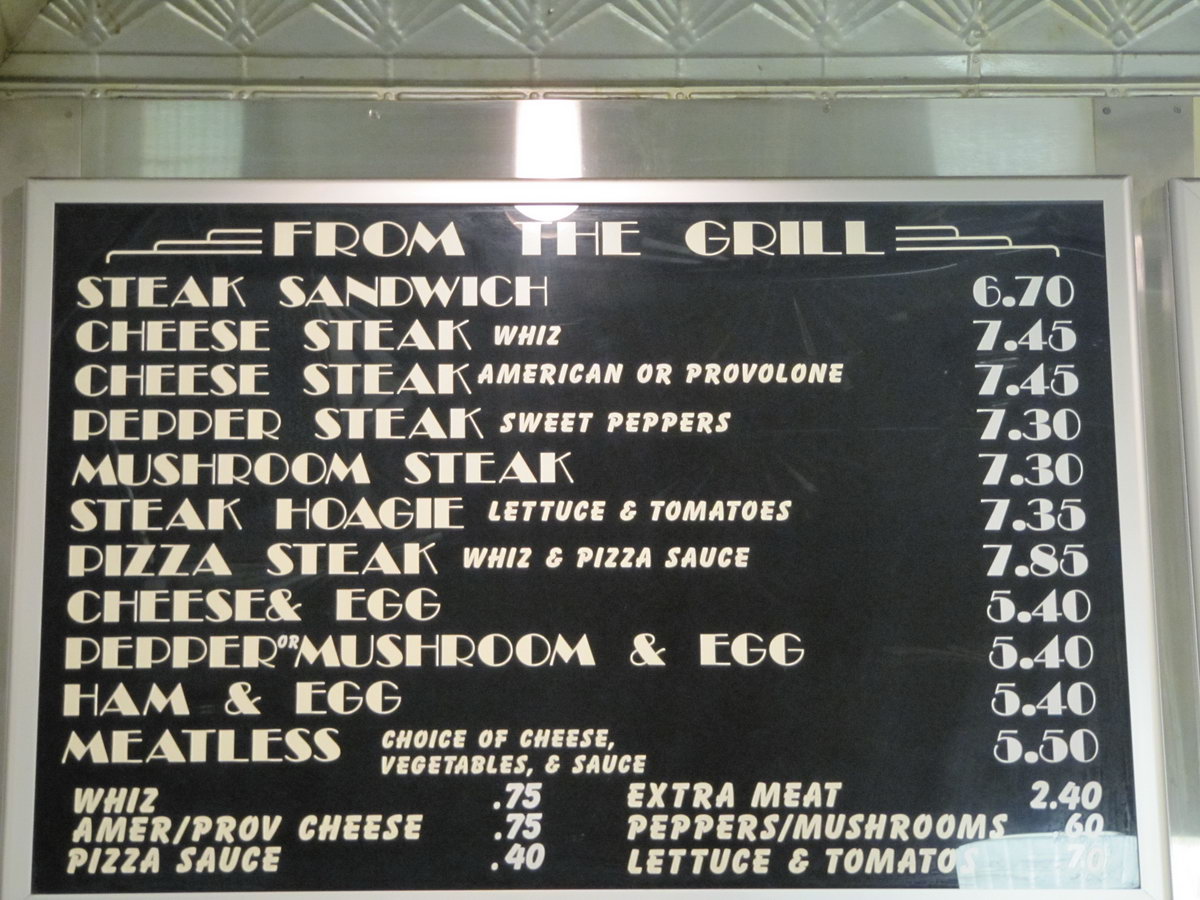 FROM THE GRILL
STEAK SANDWICH 6.70
CHEESE STEAK WHIZ 7.45
CHEESE STEAK AMERICAN OR PROVOLONE 7.45
PEPPER STEAK SWEET PEPPERS 7.30
MUSHROOM STEAK 7.30
STEAK HOAGIE LETTUCE & TOMATOES 7.35
PIZZA STEAK WHIZ & PIZZA SAUCE 7.85
CHEESE& EGG 5.40
PEPPER OR MUSHROOM & EGG 5.40
HAM & EGG 5.40
MEATLESS CHOICE OF CHEESE, 5.50
VEGETABLES, & SAUCE
WHIZ .75 EXTRA MEAT 2.40
AMER/PROV CHEESE .75 PEPPERS/MUSHROOMS .60
PIZZA SAUCE .40 LETTUCE & TOMATOS .70